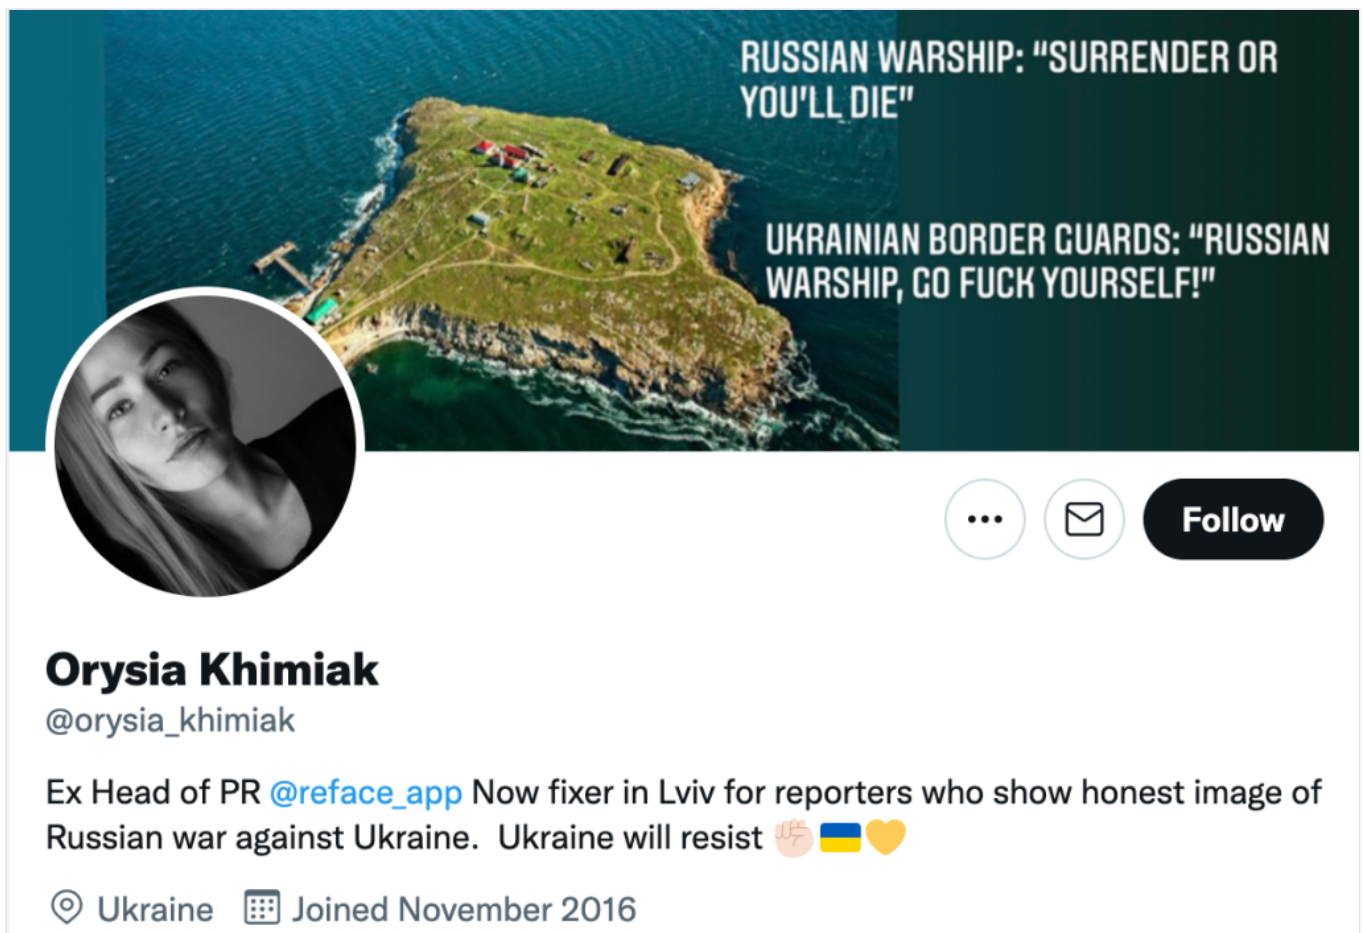 RUSSIAN WARSHIP: “SURRENDER OR
YOU'LL DIE”
UKRAINIAN BORDER GUARDS: “RUSSIAN
WARSHIP, GO FUCK YOURSELF!”
Follow
Orysia Khimiak
@orysia_khimiak
Ex Head of PR @reface_app Now fixer in Lviv for reporters who show honest image of
Russian war against Ukraine.  Ukraine will resist ✊🏻🇺🇦💛
Ukraine Joined November 2016